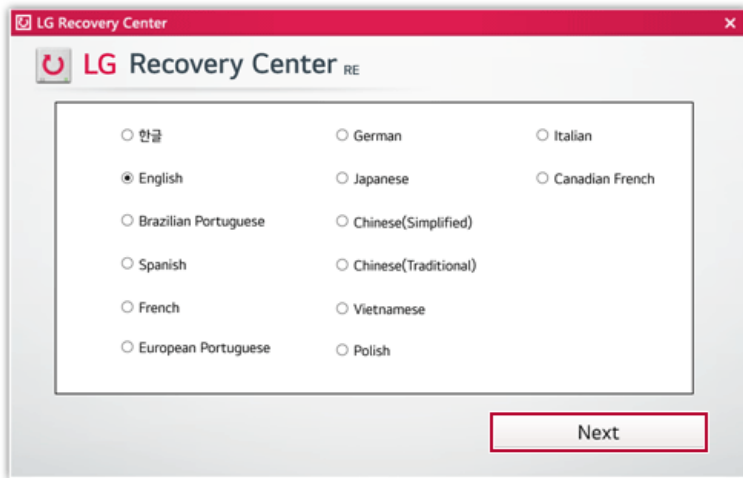 LG Recovery Center
LG Recovery Center RE
한글
German
Italian
English
Japanese
Canadian French
Brazilian Portuguese
Chinese(Simplified)
Spanish
Chinese(Traditional)
French
Vietnamese
European Portuguese
Polish
Next